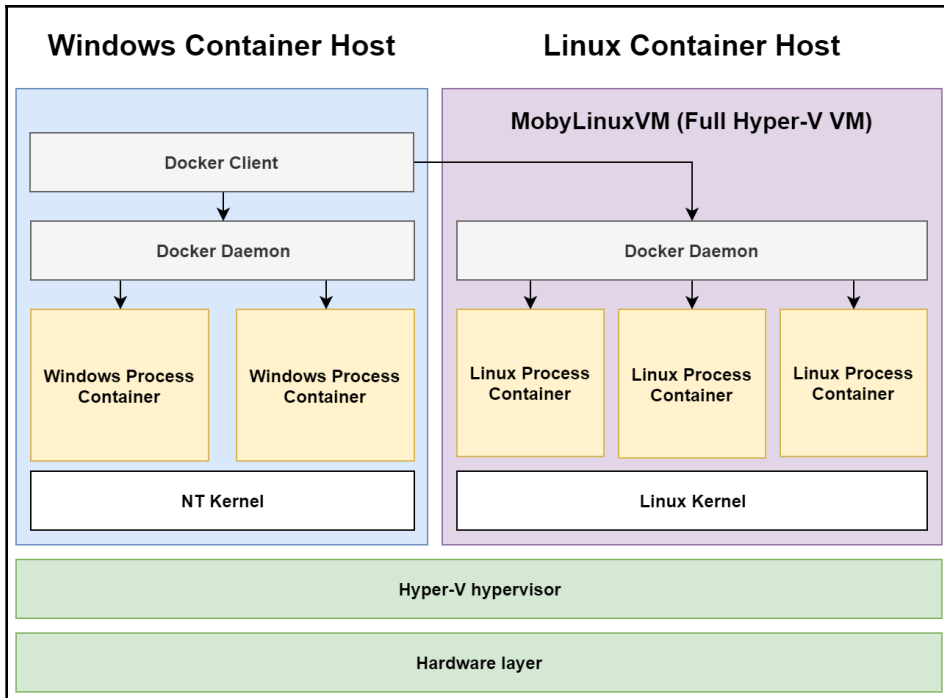 Windows Container Host
Linux Container Host
MobyLinuxVM (Full Hyper-V VM)
Docker Client
Docker Daemon
Docker Daemon
Windows Process
Container
Windows Process
Container
Linux Process
Container
Linux Process
Container
Linux Process
Container
NT Kernel
Linux Kernel
Hyper-V hypervisor
Hardware layer